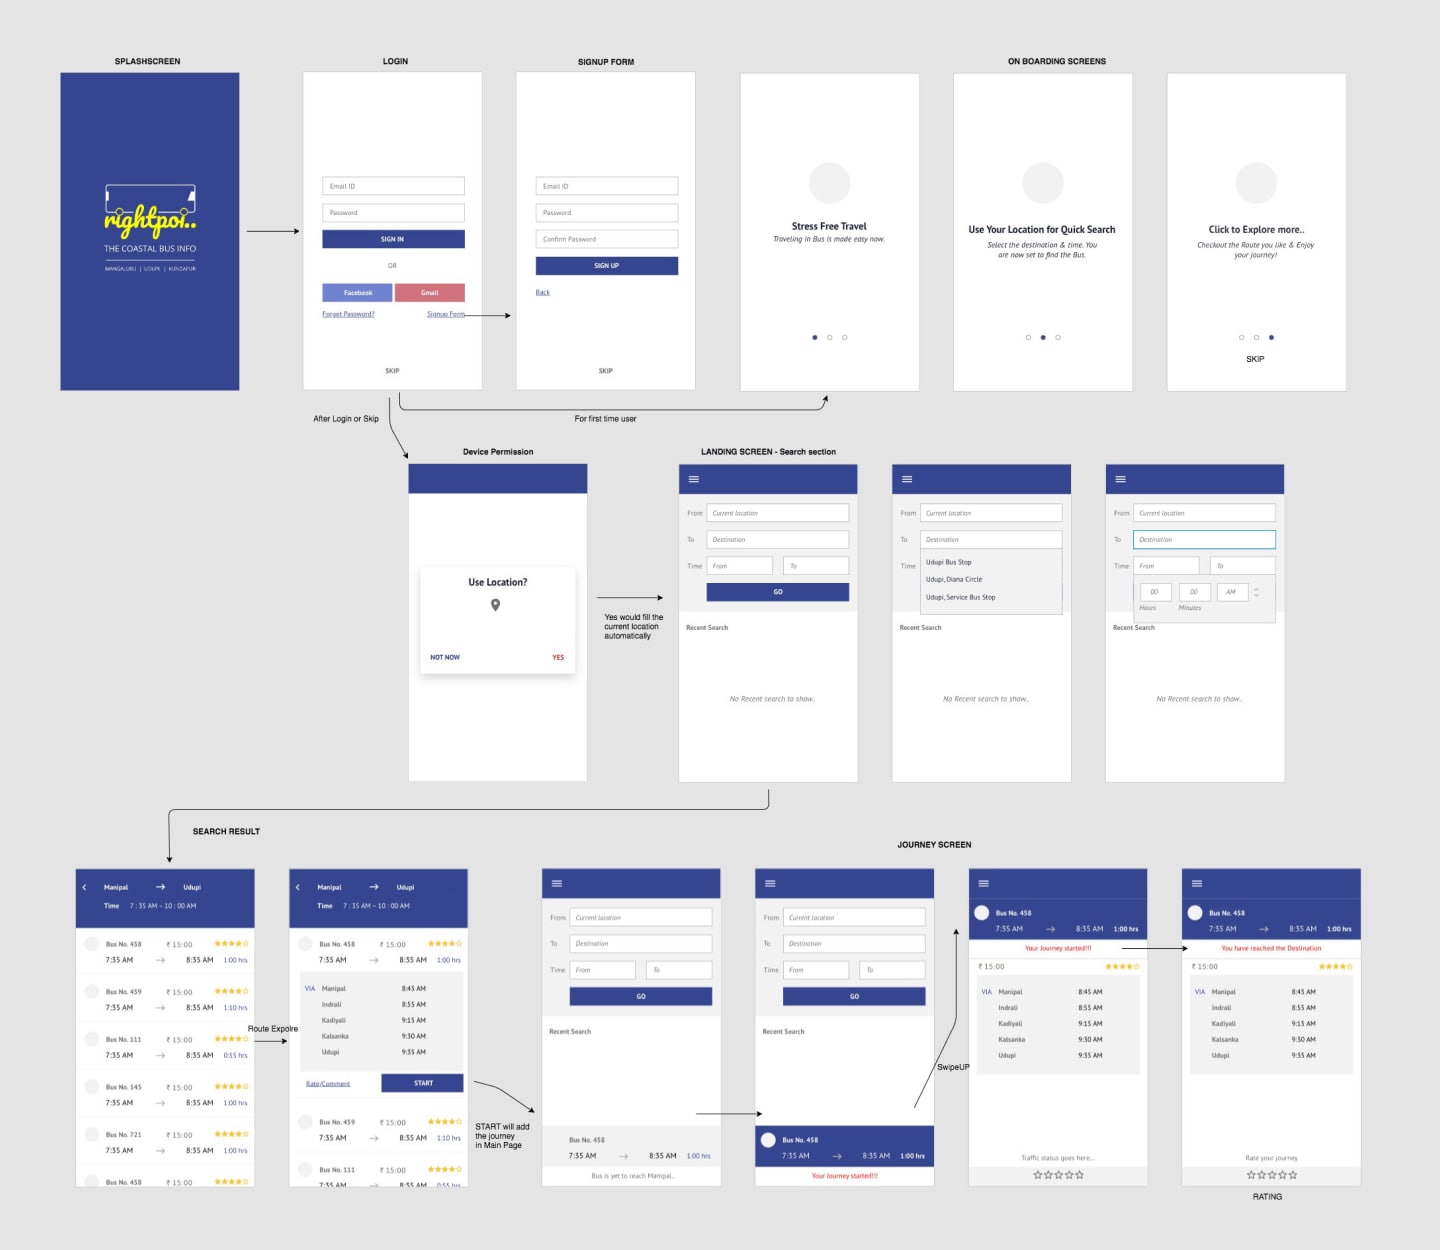 SPLASHSCREEN
rightpoi..
THE COASTAL BUS INFO
MANGALURU | UDUPI | KUNDAPUR
LOGIN
Email ID
Password
SIGN IN
OR
Facebook Gmail
Forgot Password? Signup Form
SKIP
SIGNUP FORM
Email ID
Password
Confirm Password
SIGN UP
Back
SKIP
ON BOARDING SCREENS
Stress Free Travel
Traveling in Bus is made easy now.
Use Your Location for Quick Search
Select the destination & time. You
are now set to find the Bus.
Click to Explore more..
Checkout the Route you like & Enjoy
your journey!
SKIP
After Login or Skip
For first time user
Device Permission
Use Location?
NOT NOW YES
Yes would fill the
current location
automatically
LANDING SCREEN - Search section
From Current location
To Destination
Time From To
GO
Recent Search
No Recent search to show..
From Current location
To Destination
Time
Udupi Bus Stop
Udupi, Diana Circle
Udupi, Service Bus Stop
Recent Search
No Recent search to show..
From Current location
To Destination
Time From To
00 00 AM
Hours Minutes
Recent Search
No Recent search to show..
SEARCH RESULT
Manipal → Udupi
Time 7 : 35 AM – 10 : 00 AM
Bus No. 458 ₹ 15:00
7:35 AM → 8:35 AM 1:00 hrs
Bus No. 459 ₹ 15:00
7:35 AM → 8:35 AM 1:10 hrs
Bus No. 111 ₹ 15:00
7:35 AM → 8:35 AM 0:55 hrs
Bus No. 145 ₹ 15:00
7:35 AM → 8:35 AM 1:00 hrs
Bus No. 721 ₹ 15:00
7:35 AM → 8:35 AM 1:00 hrs
Bus No. 458 ₹ 15:00
Route Expolre
Manipal → Udupi
Time 7 : 35 AM – 10 : 00 AM
Bus No. 458 ₹ 15:00
7:35 AM → 8:35 AM 1:00 hrs
VIA Manipal 8:45 AM
Indrali 8:55 AM
Kadiyali 9:15 AM
Kalsanka 9:30 AM
Udupi 9:35 AM
Rate/Comment START
Bus No. 459 ₹ 15:00
7:35 AM → 8:35 AM 1:10 hrs
Bus No. 111 ₹ 15:00
7:35 AM 8:35 AM 0:55 hrs
START will add
the journey
in Main Page
JOURNEY SCREEN
From Current location
To Destination
Time From To
GO
Recent Search
Bus No. 458
7:35 AM → 8:35 AM 1:00 hrs
Bus is yet to reach Manipal..
From Current location
To Destination
Time From To
GO
Recent Search
Bus No. 458
7:35 AM → 8:35 AM 1:00 hrs
Your Journey started!!!
SwipeUP
Bus No. 458
7:35 AM → 8:35 AM 1:00 hrs
Your Journey started!!!
₹ 15:00
VIA Manipal 8:45 AM
Indrali 8:55 AM
Kadiyali 9:15 AM
Kalsanka 9:30 AM
Udupi 9:35 AM
Traffic status goes here...
Bus No. 458
7:35 AM → 8:35 AM 1:00 hrs
You have reached the Destination
₹ 15:00
VIA Manipal 8:45 AM
Indrali 8:55 AM
Kadiyali 9:15 AM
Kalsanka 9:30 AM
Udupi 9:35 AM
Rate your journey
RATING